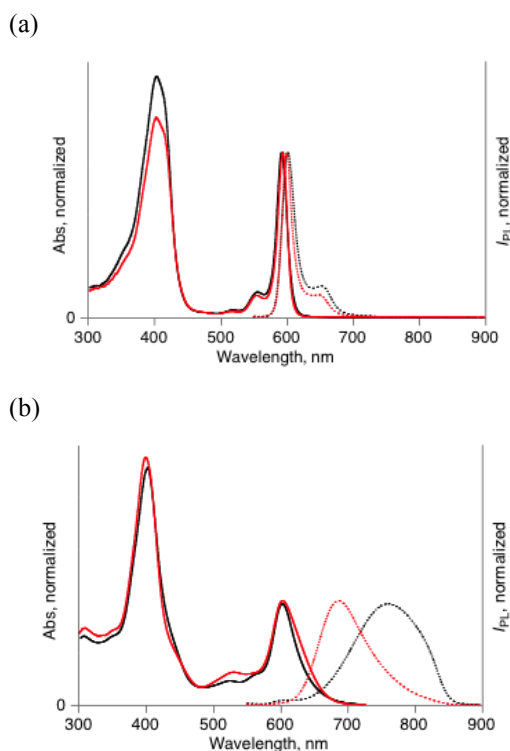 (a)
Abs, normalized
I_PL, normalized
0
300 400 500 600 700 800 900
Wavelength, nm
(b)
Abs, normalized
I_PL, normalized
0
300 400 500 600 700 800 900
Wavelength, nm